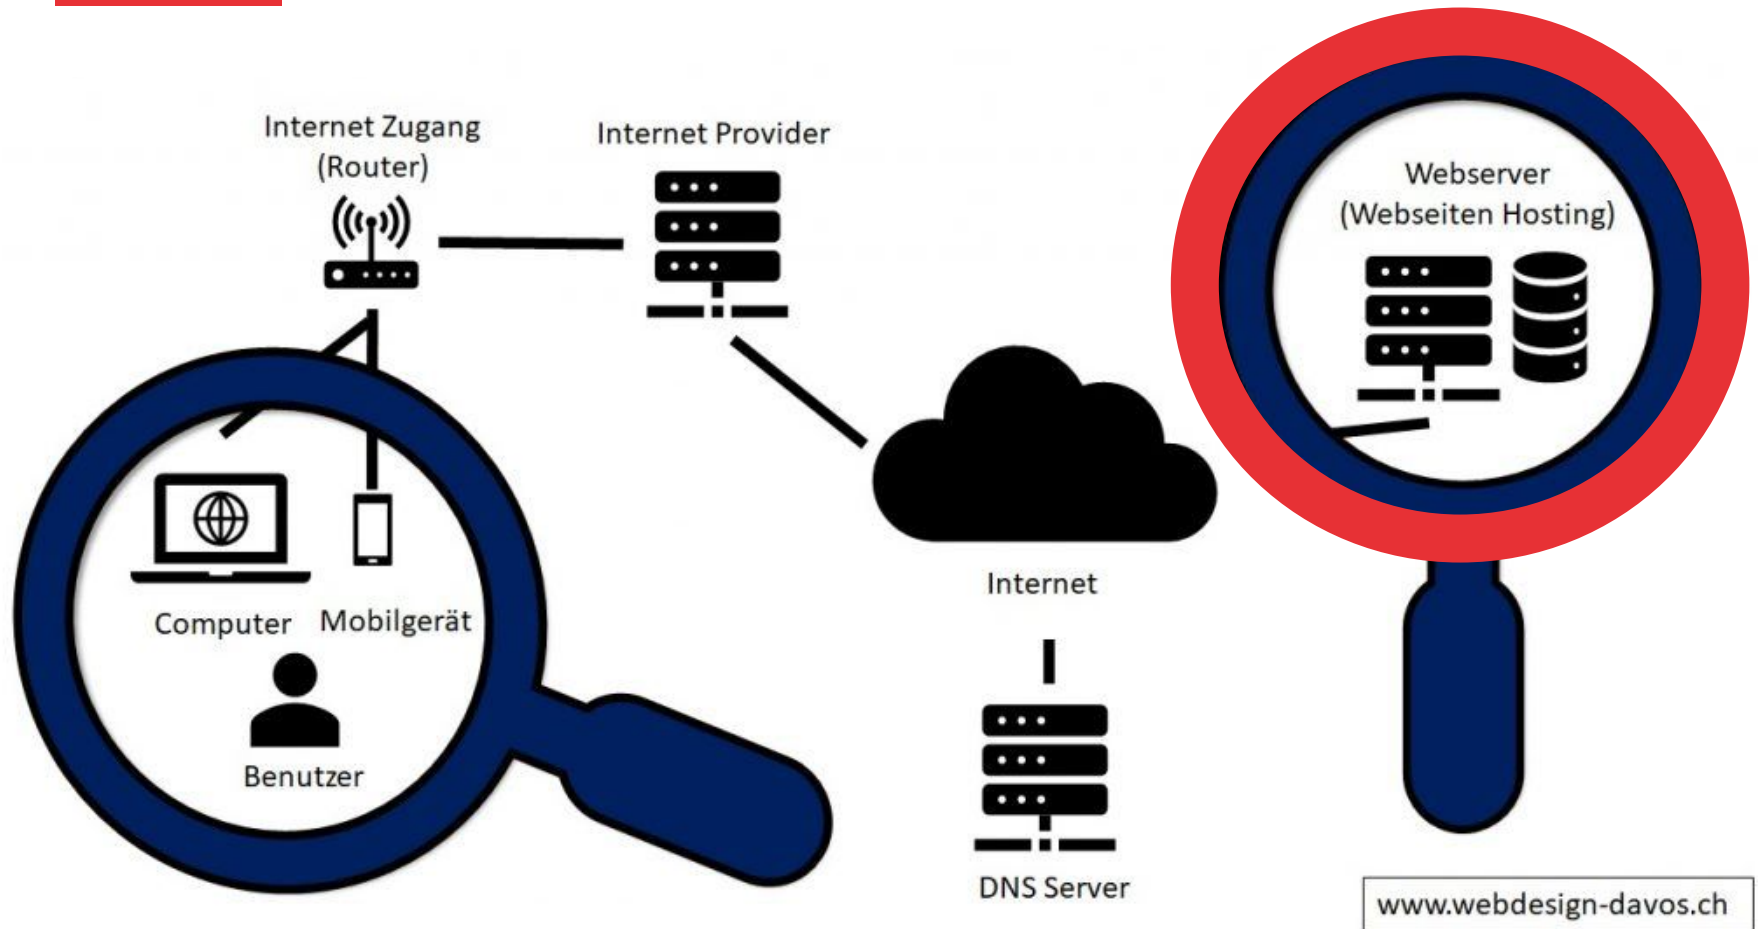 Internet Zugang
(Router)
Internet Provider
Webserver
(Webseiten Hosting)
Internet
Computer
Mobilgerät
Benutzer
DNS Server
www.webdesign-davos.ch